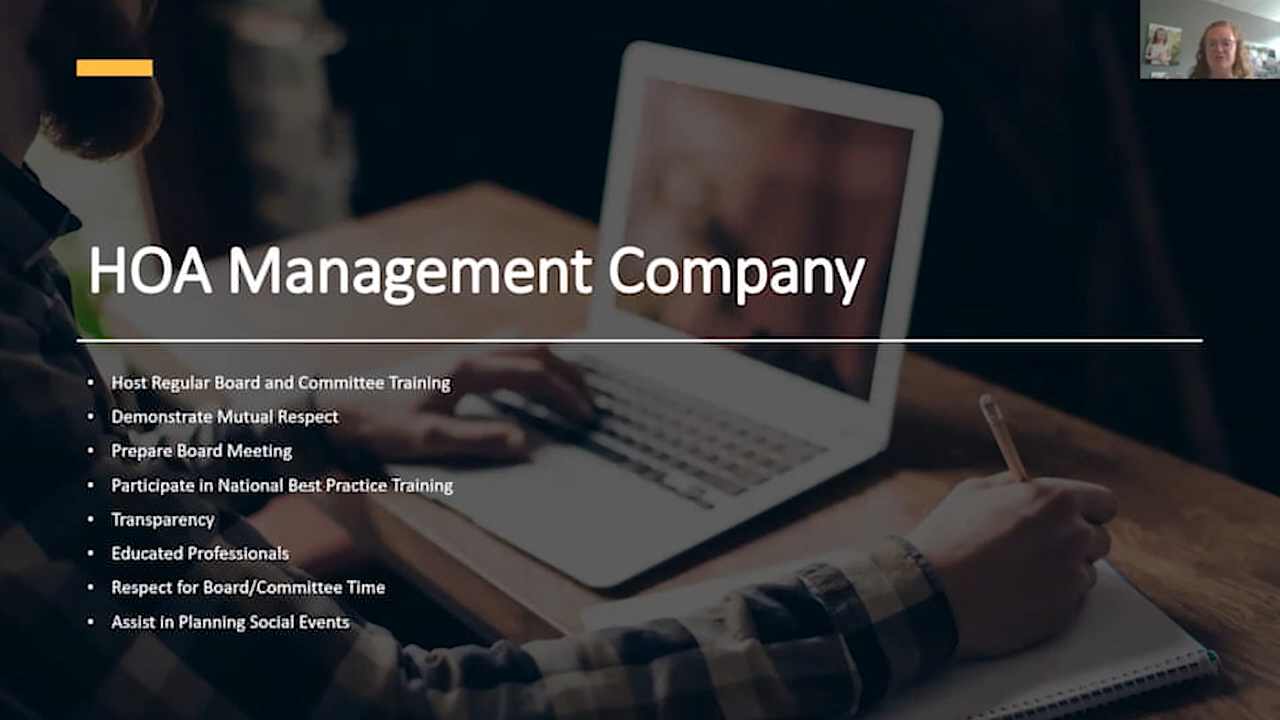 HOA Management Company
• Host Regular Board and Committee Training
• Demonstrate Mutual Respect
• Prepare Board Meeting
• Participate in National Best Practice Training
• Transparency
• Educated Professionals
• Respect for Board/Committee Time
• Assist in Planning Social Events